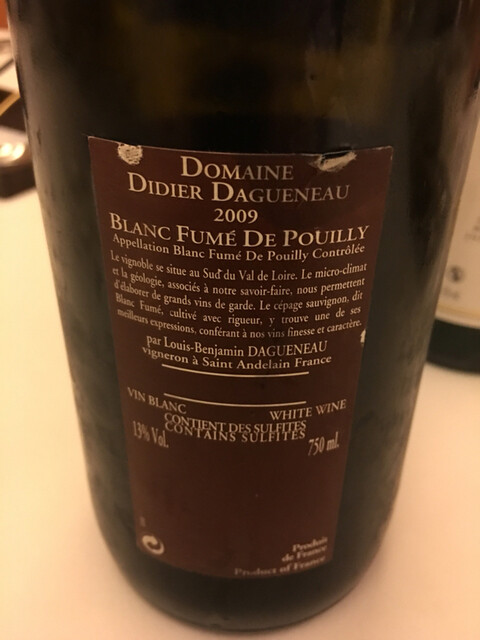 DOMAINE
DIDIER DAGUENEAU
2009
BLANC FUMÉ DE POUILLY
Appellation Blanc Fumé De Pouilly Contrôlée
Le vignoble se situe au Sud du Val de Loire. Le micro-climat
et la géologie, associés à notre savoir-faire, nous permettent
d'élaborer de grands vins de garde. Le cépage sauvignon, dit
Blanc Fumé, cultivé avec rigueur, y trouve une de ses
meilleures expressions, conférant à nos vins finesse et caractère.
par Louis-Benjamin DAGUENEAU
vigneron à Saint Andelain France
VIN BLANC WHITE WINE
CONTIENT DES SULFITES
13% Vol. CONTAINS SULFITES 750 ml.
Produit
de France
Product of France